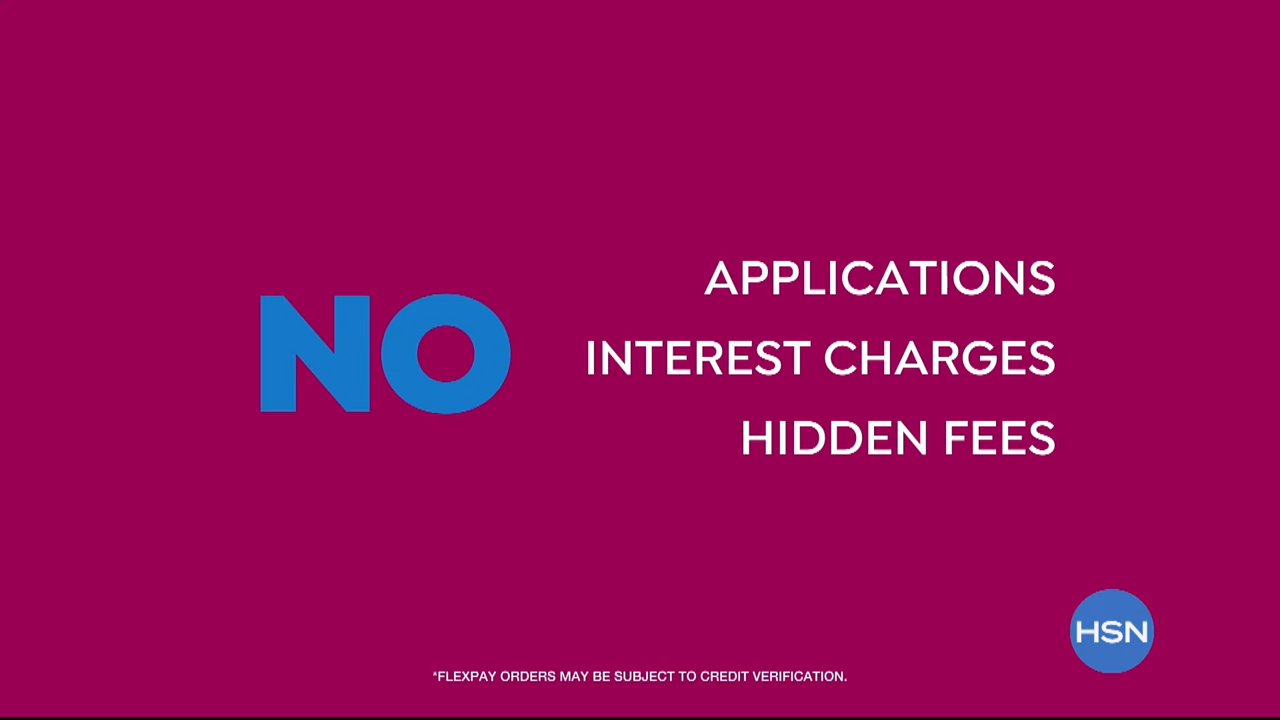 NO
APPLICATIONS
INTEREST CHARGES
HIDDEN FEES
HSN
*FLEXPAY ORDERS MAY BE SUBJECT TO CREDIT VERIFICATION.